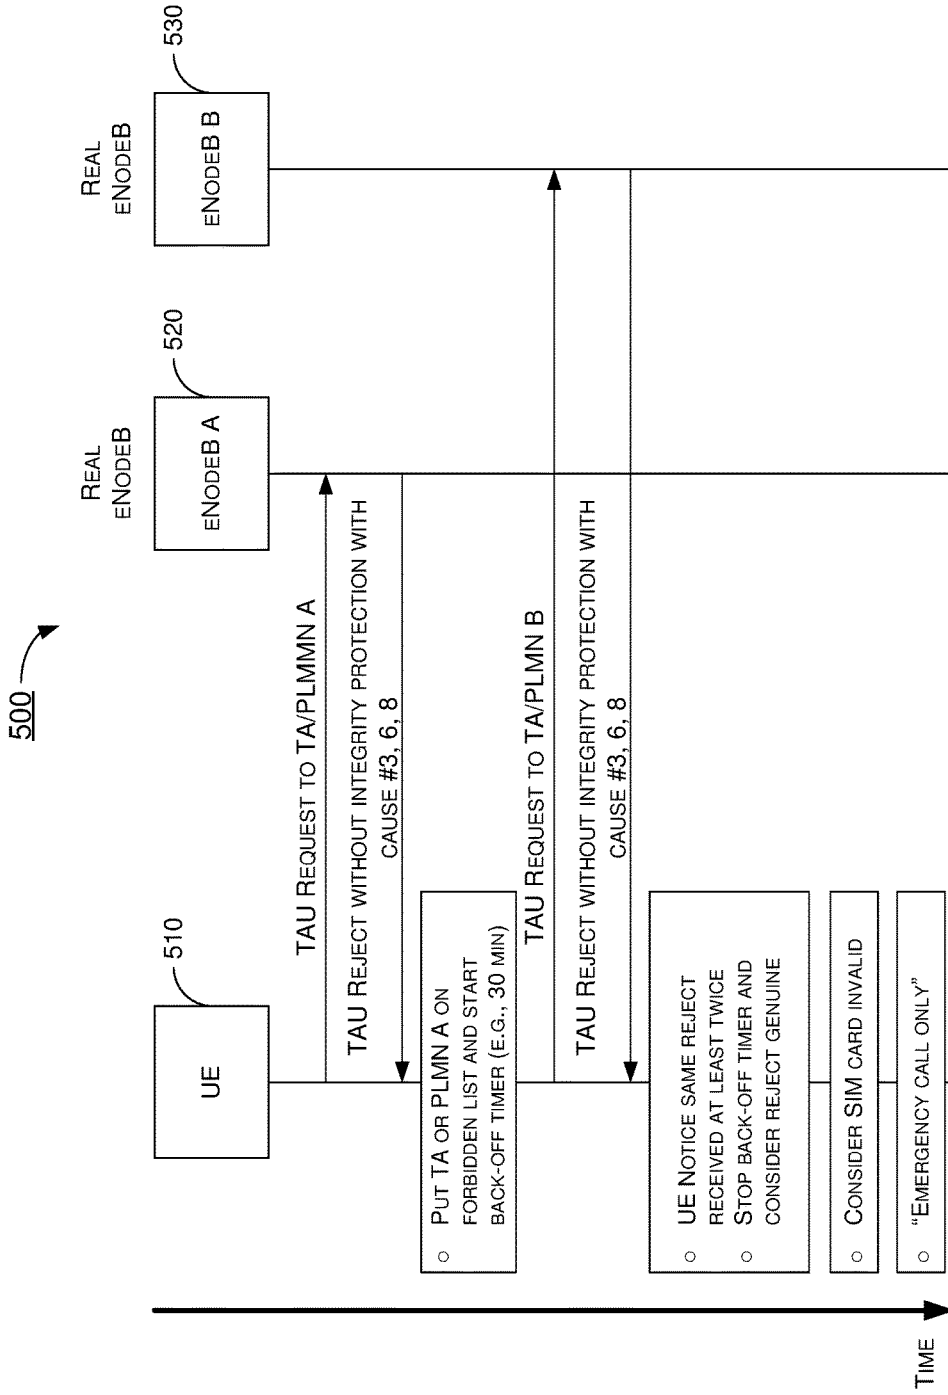 500
REAL
ENODEB
REAL
ENODEB
510
520
530
UE
ENODEB A
ENODEB B
TAU REQUEST TO TA/PLMMN A
TAU REJECT WITHOUT INTEGRITY PROTECTION WITH
CAUSE #3, 6, 8
○ PUT TA OR PLMN A ON
FORBIDDEN LIST AND START
BACK-OFF TIMER (E.G., 30 MIN)
TAU REQUEST TO TA/PLMN B
TAU REJECT WITHOUT INTEGRITY PROTECTION WITH
CAUSE #3, 6, 8
○ UE NOTICE SAME REJECT
RECEIVED AT LEAST TWICE
○ STOP BACK-OFF TIMER AND
CONSIDER REJECT GENUINE
○ CONSIDER SIM CARD INVALID
○ "EMERGENCY CALL ONLY"
TIME